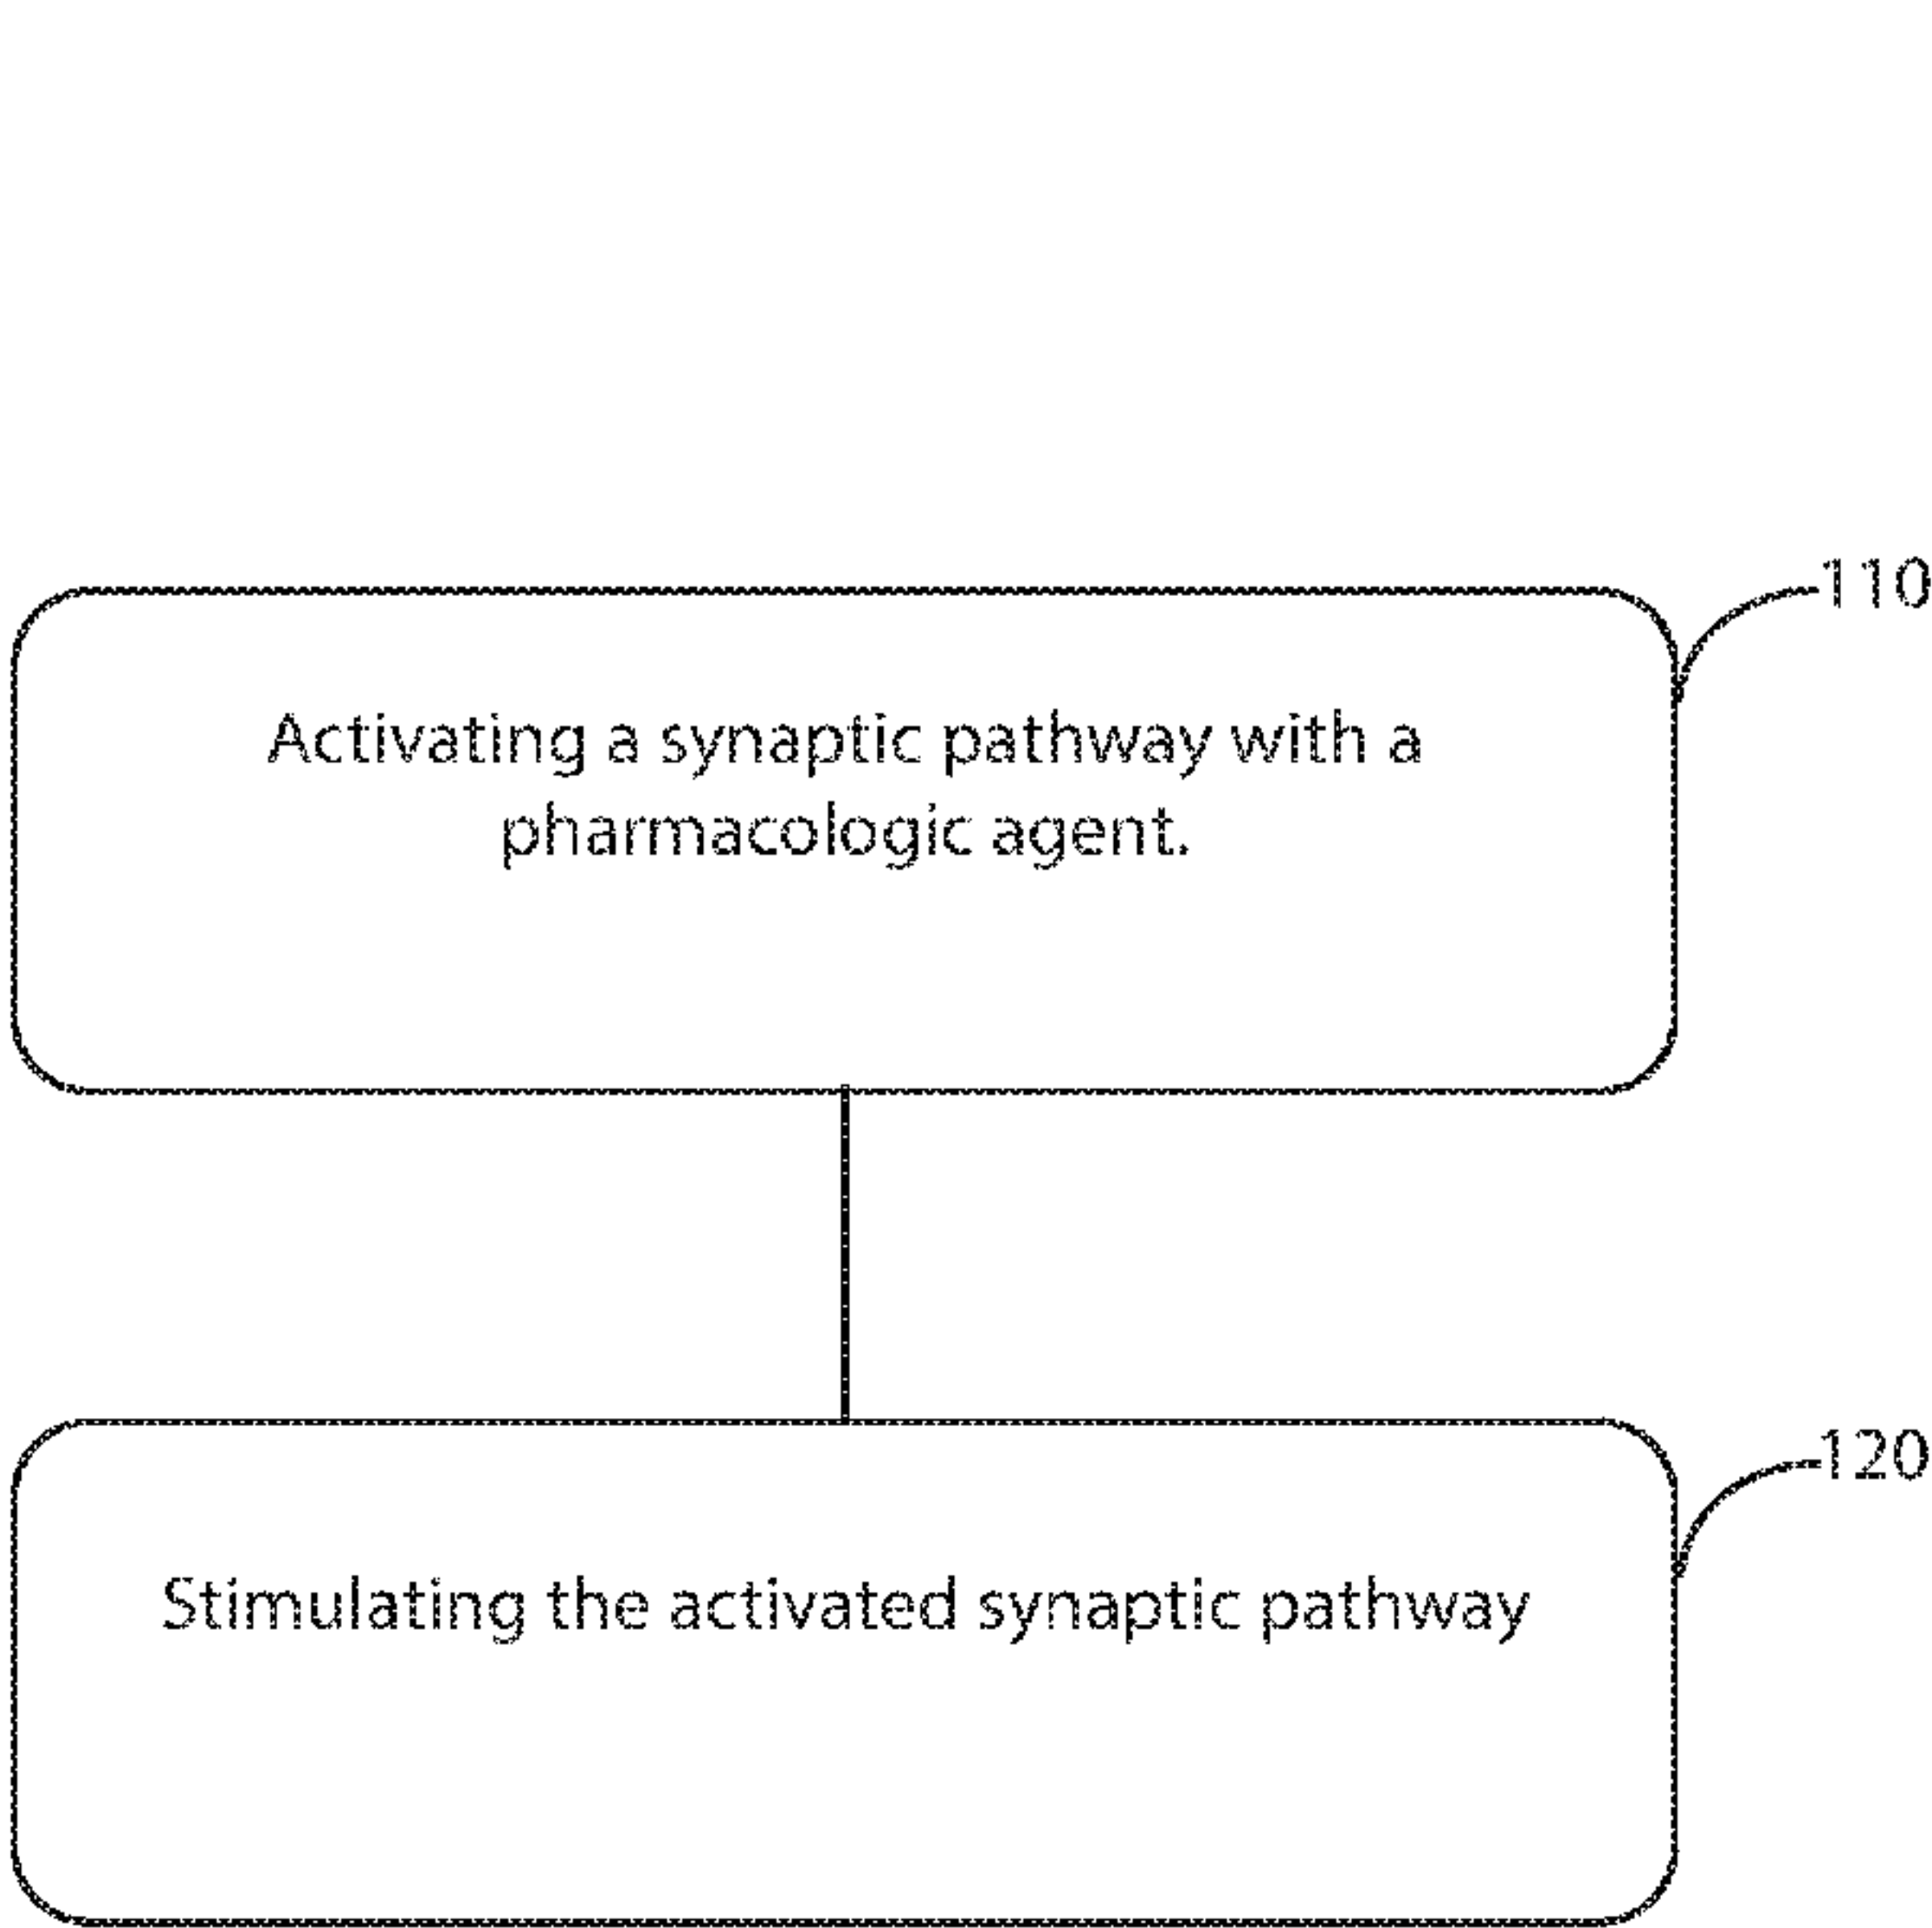 110
Activating a synaptic pathway with a
pharmacologic agent.
120
Stimulating the activated synaptic pathway